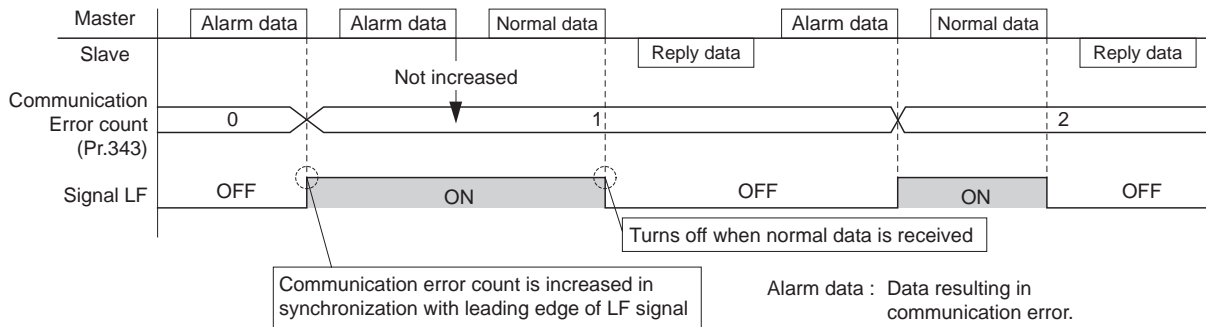 Master
Alarm data
Alarm data
Normal data
Alarm data
Normal data
Slave
Reply data
Reply data
Not increased
Communication
Error count
(Pr.343)
0
1
2
Signal LF
OFF
ON
OFF
ON
OFF
Turns off when normal data is received
Communication error count is increased in
synchronization with leading edge of LF signal
Alarm data : Data resulting in
communication error.